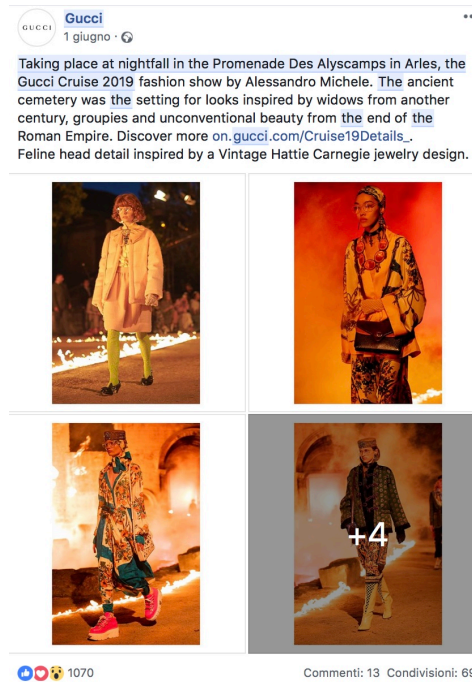 GUCCI
Gucci
1 giugno ·
Taking place at nightfall in the Promenade Des Alyscamps in Arles, the
Gucci Cruise 2019 fashion show by Alessandro Michele. The ancient
cemetery was the setting for looks inspired by widows from another
century, groupies and unconventional beauty from the end of the
Roman Empire. Discover more on.gucci.com/Cruise19Details_.
Feline head detail inspired by a Vintage Hattie Carnegie jewelry design.
+4
1070
Commenti: 13 Condivisioni: 69